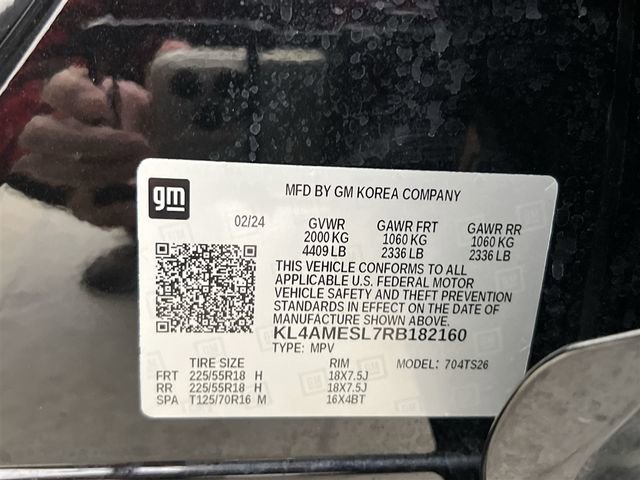 gm
MFD BY GM KOREA COMPANY
02/24 GVWR GAWR FRT GAWR RR
2000 KG 1060 KG 1060 KG
4409 LB 2336 LB 2336 LB
THIS VEHICLE CONFORMS TO ALL
APPLICABLE U.S. FEDERAL MOTOR
VEHICLE SAFETY AND THEFT PREVENTION
STANDARDS IN EFFECT ON THE DATE OF
MANUFACTURE SHOWN ABOVE.
KL4AMESL7RB182160
TYPE: MPV MODEL: 704TS26
TIRE SIZE RIM
FRT 225/55R18 H 18X7.5J
RR 225/55R18 H 18X7.5J
SPA T125/70R16 M 16X4BT